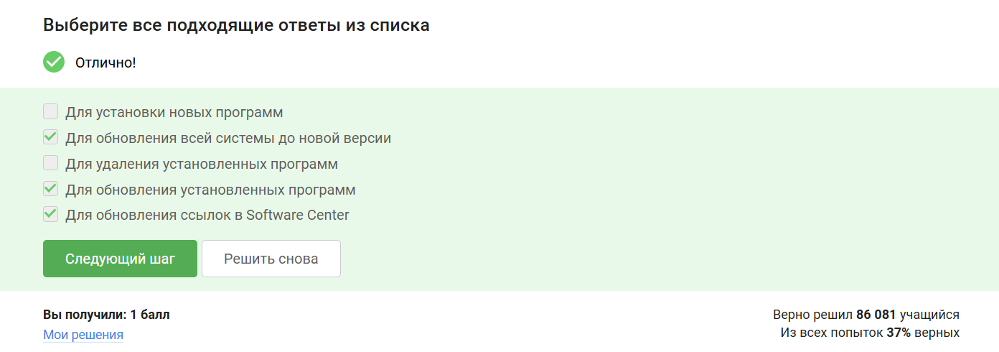 Выберите все подходящие ответы из списка
Отлично!
Для установки новых программ
Для обновления всей системы до новой версии
Для удаления установленных программ
Для обновления установленных программ
Для обновления ссылок в Software Center
Следующий шаг
Решить снова
Вы получили: 1 балл
Мои решения
Верно решил 86 081 учащийся
Из всех попыток 37% верных